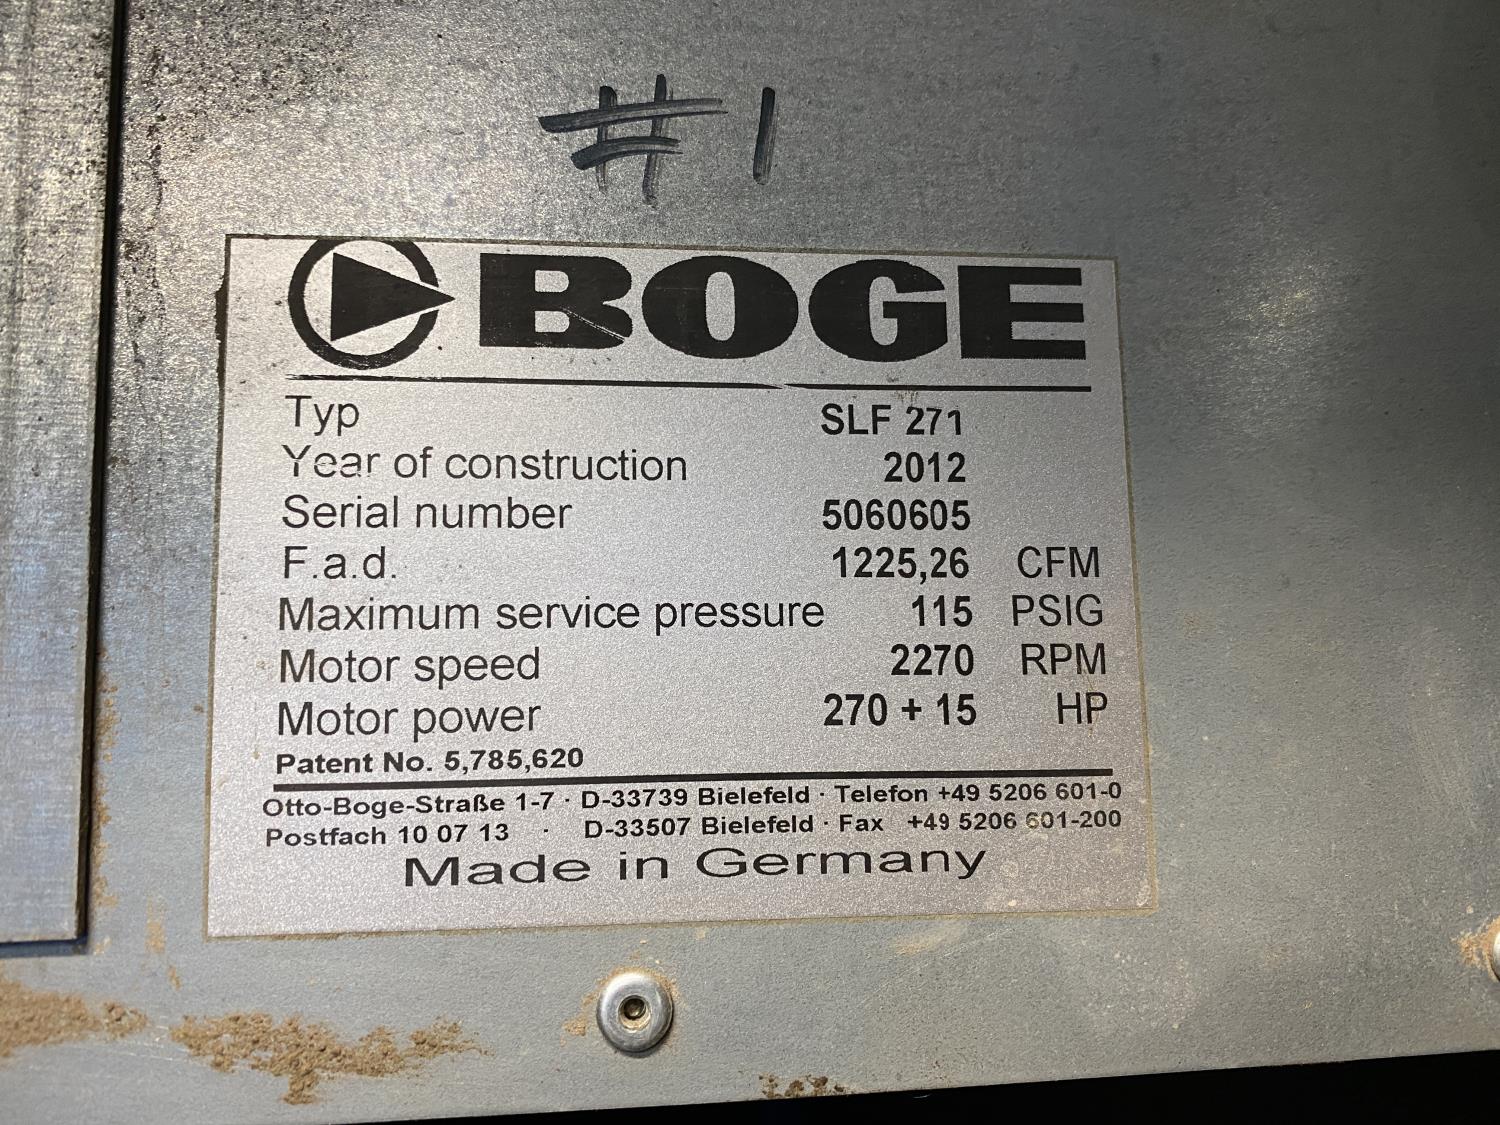 #1
BOGE
Typ SLF 271
Year of construction 2012
Serial number 5060605
F.a.d. 1225,26 CFM
Maximum service pressure 115 PSIG
Motor speed 2270 RPM
Motor power 270 + 15 HP
Patent No. 5,785,620
Otto-Boge-Straße 1-7 · D-33739 Bielefeld · Telefon +49 5206 601-0
Postfach 10 07 13 · D-33507 Bielefeld · Fax +49 5206 601-200
Made in Germany